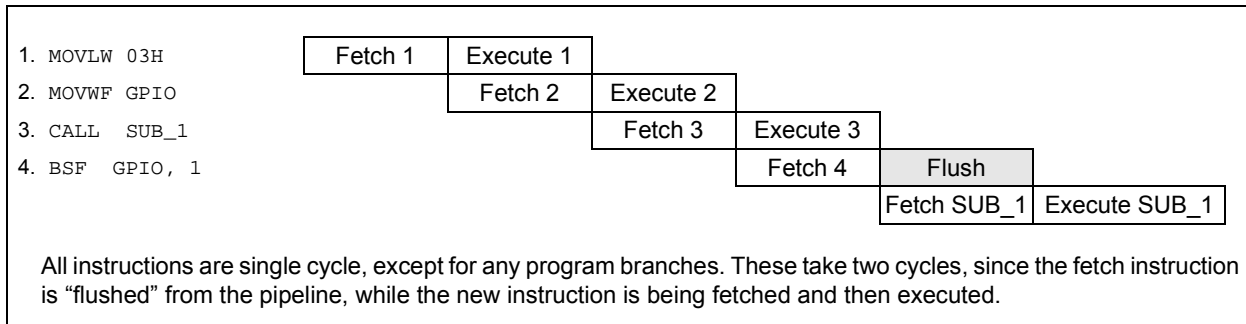 1. MOVLW 03H Fetch 1 Execute 1
2. MOVWF GPIO Fetch 2 Execute 2
3. CALL SUB_1 Fetch 3 Execute 3
4. BSF GPIO, 1 Fetch 4 Flush
Fetch SUB_1 Execute SUB_1
All instructions are single cycle, except for any program branches. These take two cycles, since the fetch instruction
is “flushed” from the pipeline, while the new instruction is being fetched and then executed.